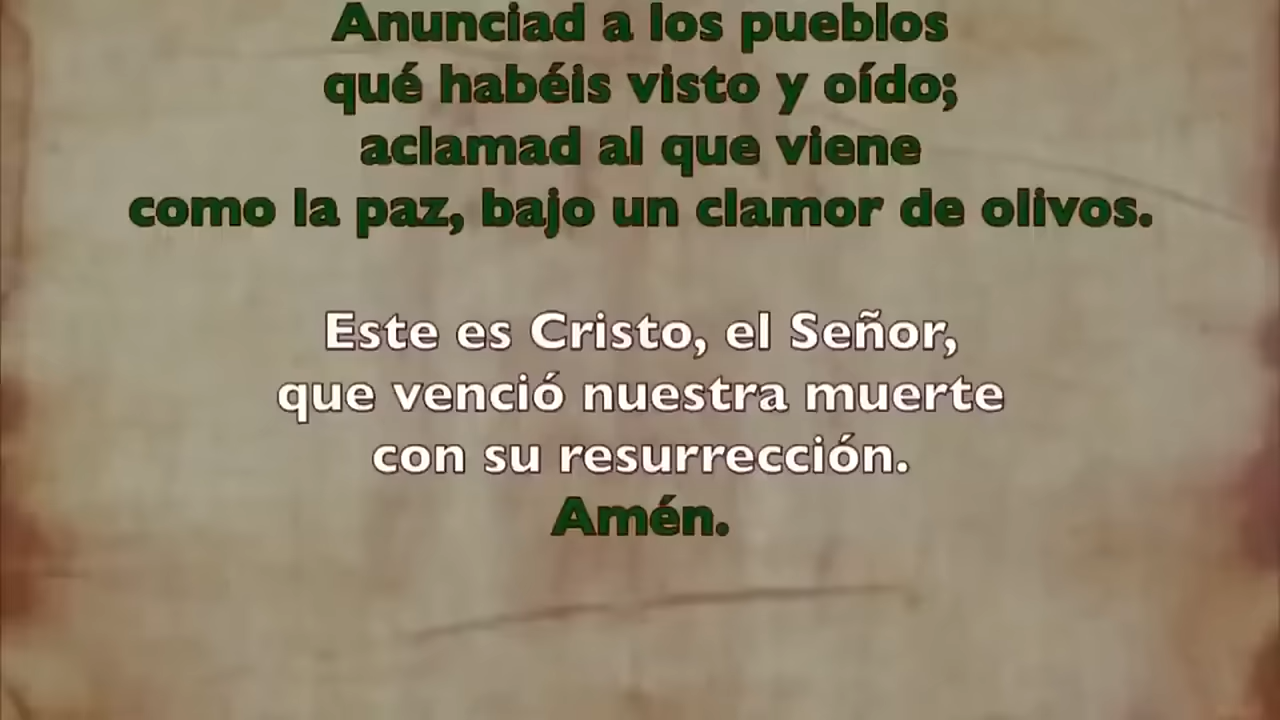 Anunciad a los pueblos
qué habéis visto y oído;
aclamad al que viene
como la paz, bajo un clamor de olivos.
Este es Cristo, el Señor,
que venció nuestra muerte
con su resurrección.
Amén.